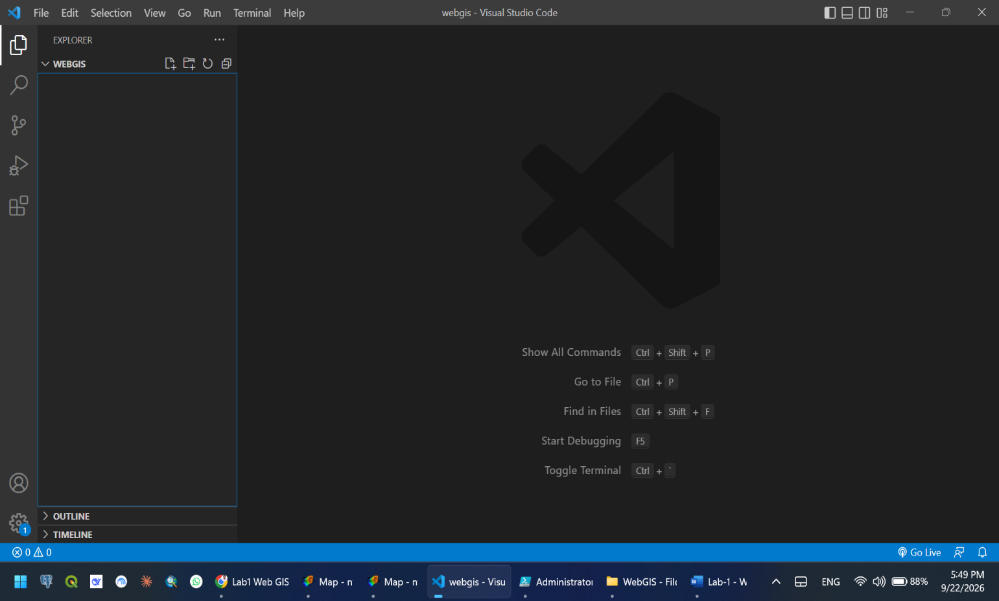 File Edit Selection View Go Run Terminal Help
webgis - Visual Studio Code
EXPLORER
WEBGIS
Show All Commands Ctrl + Shift + P
Go to File Ctrl + P
Find in Files Ctrl + Shift + F
Start Debugging F5
Toggle Terminal Ctrl + `
1
OUTLINE
TIMELINE
0 0
Go Live
Lab1 Web GIS
Map - n
Map - n
webgis - Visu
Administrator
WebGIS - File
Lab-1 - W
ENG
88%
5:49 PM
9/22/2026